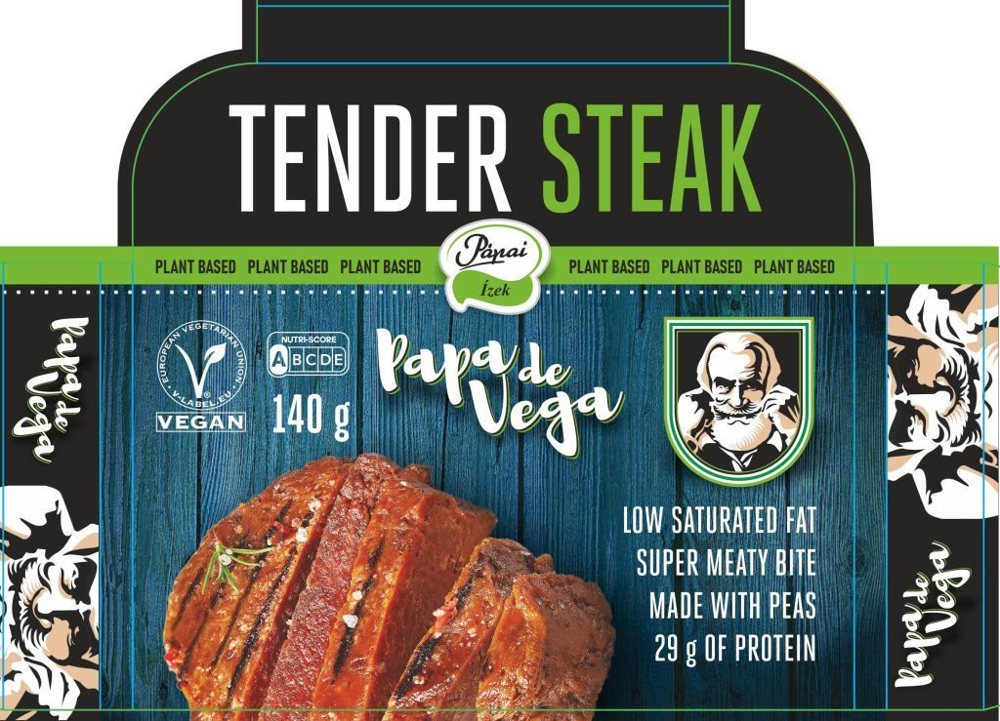 TENDER STEAK
PLANT BASED PLANT BASED PLANT BASED
Pápai
Ízek
PLANT BASED PLANT BASED PLANT BASED
EUROPEAN VEGETARIAN UNION
V-LABEL.EU
VEGAN
NUTRI-SCORE
ABCDE
140 g
Papa de
Vega
LOW SATURATED FAT
SUPER MEATY BITE
MADE WITH PEAS
29 g OF PROTEIN
Papa de
Vega
Papa de
Vega